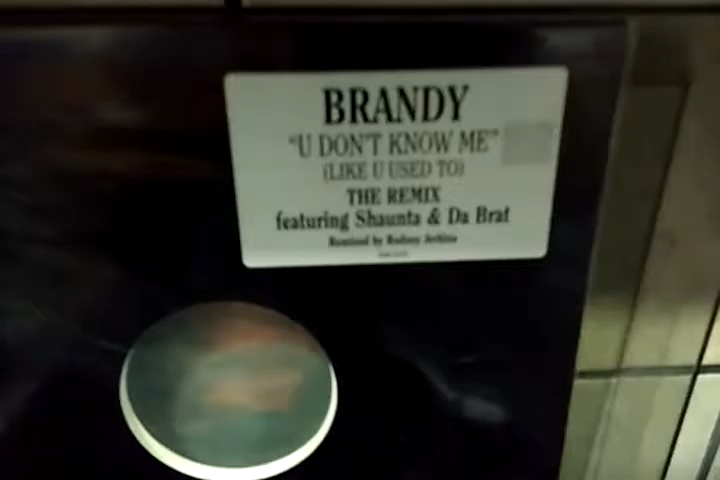 BRANDY
"U DON'T KNOW ME"
(LIKE U USED TO)
THE REMIX
featuring Shaunta & Da Brat
Remixed by Rodney Jerkins